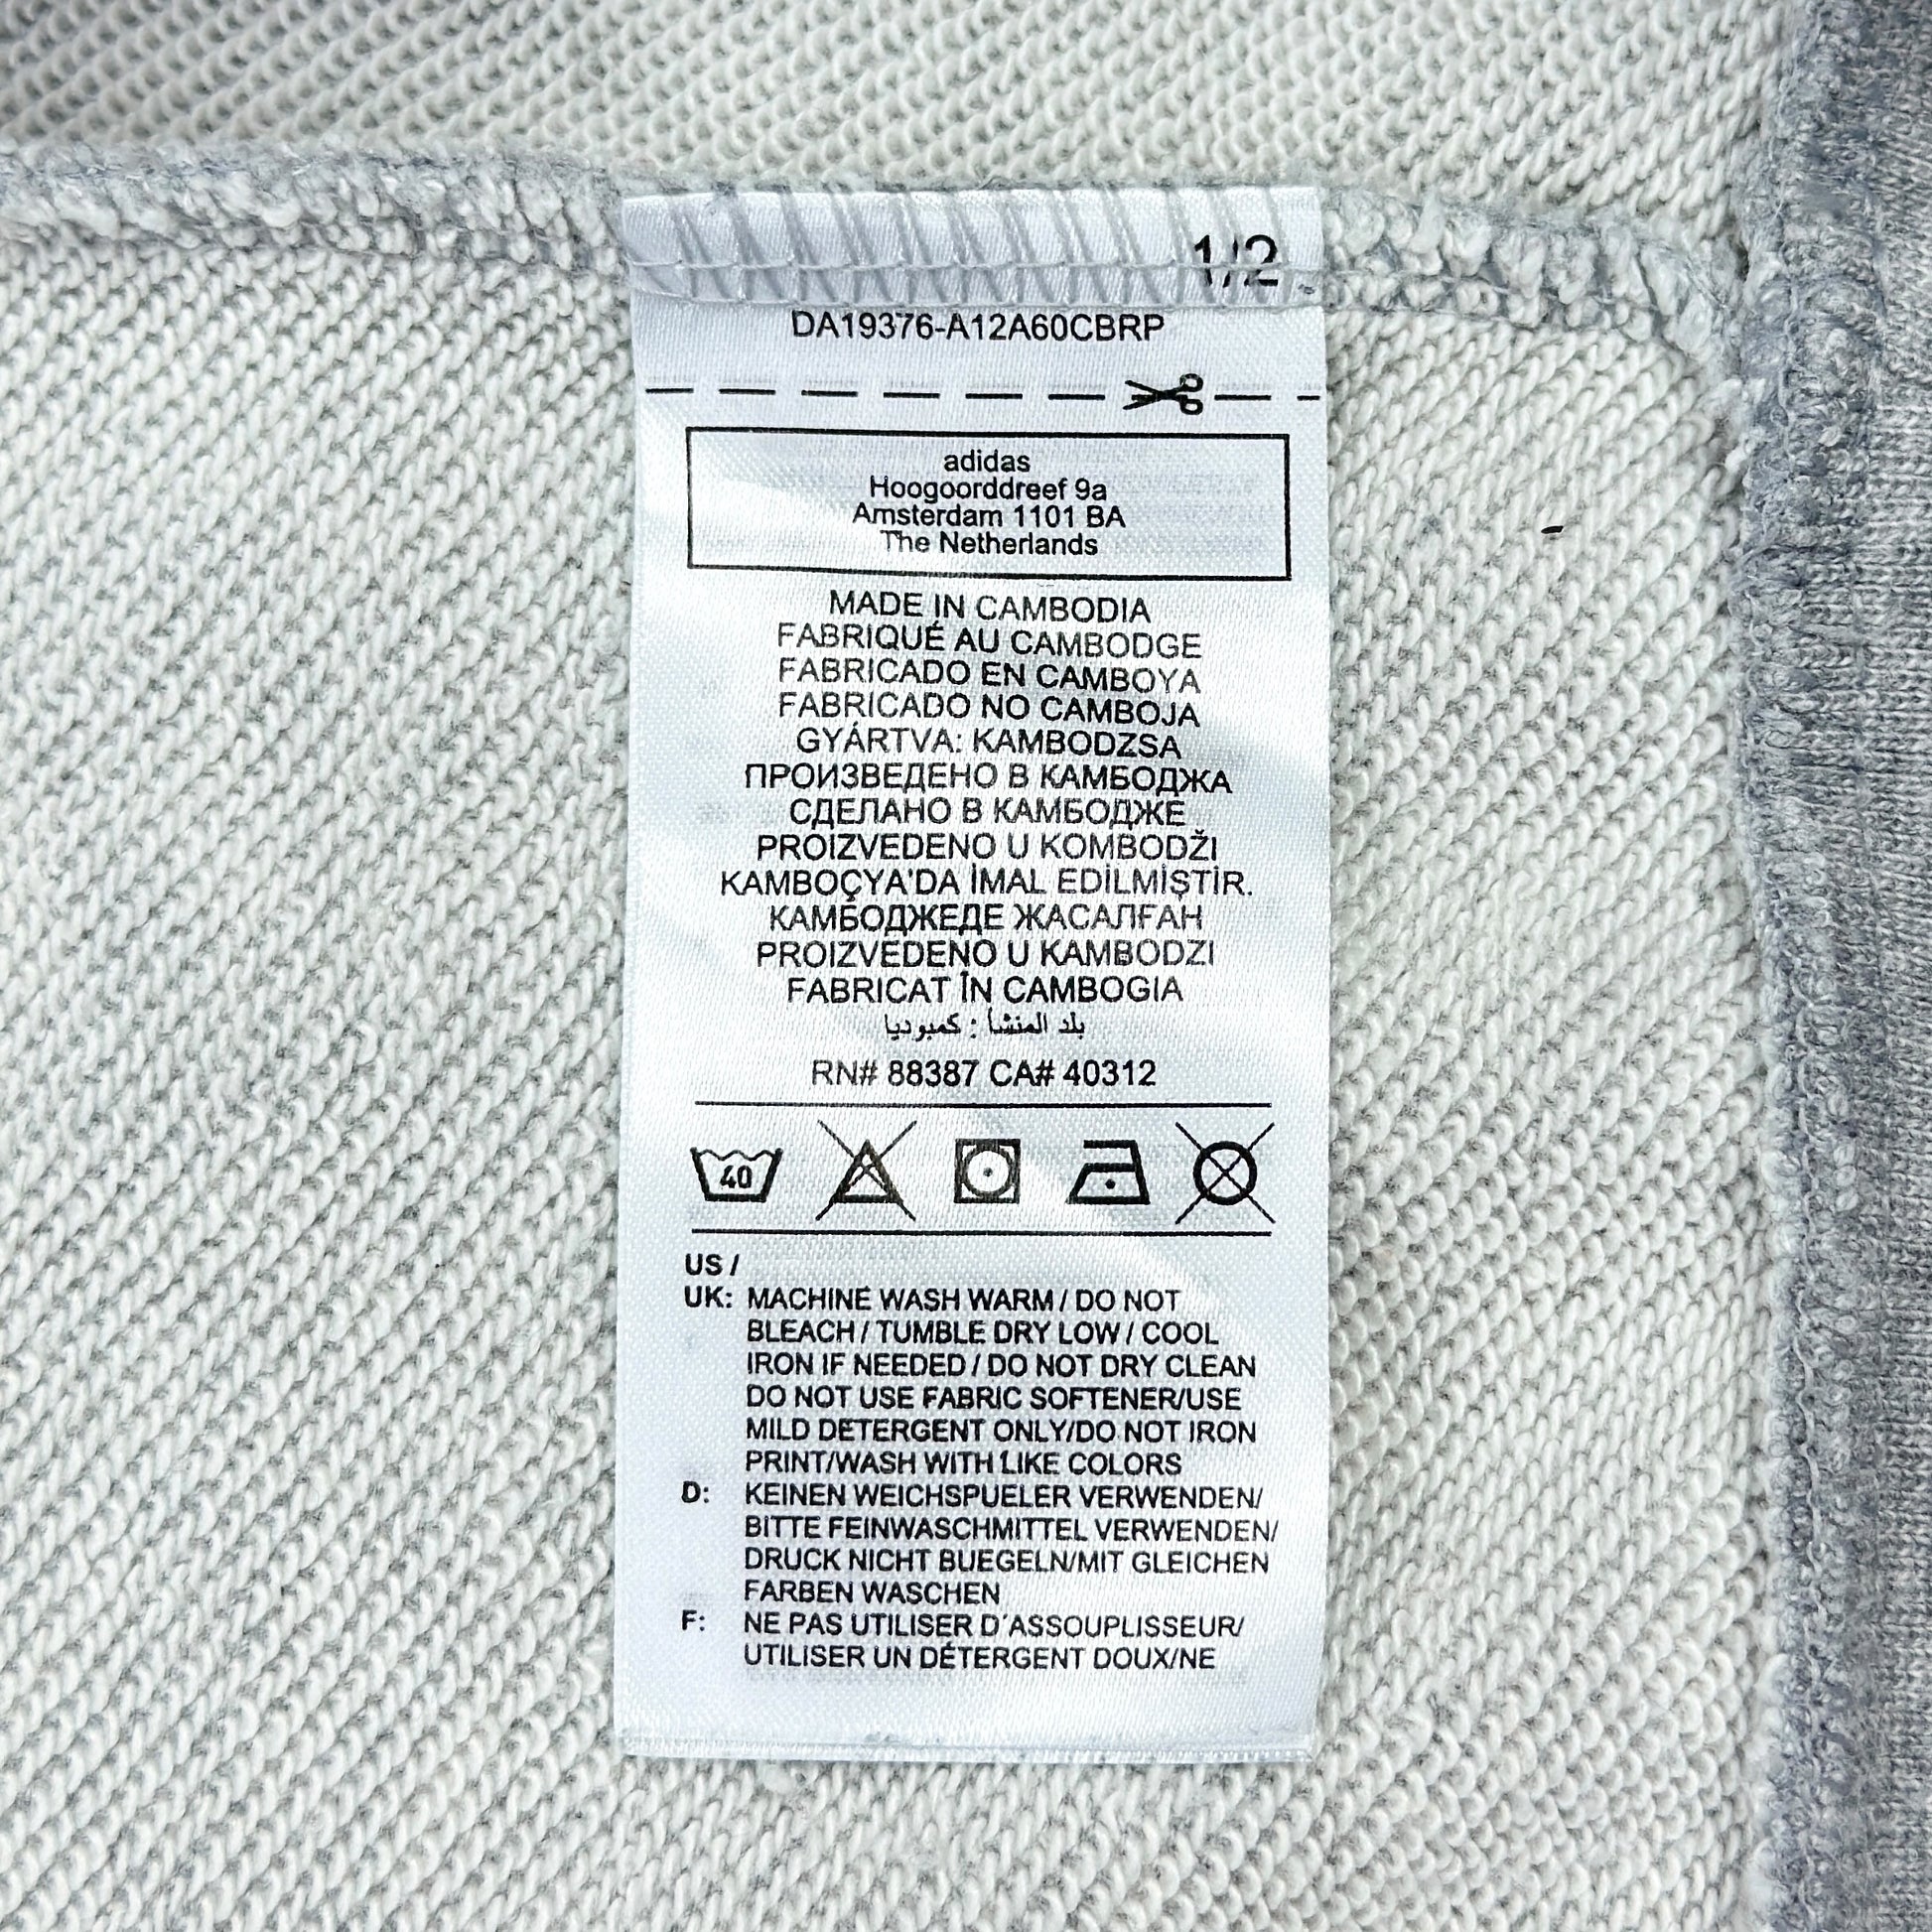 1/2
DA19376-A12A60CBRP
adidas
Hoogoorddreef 9a
Amsterdam 1101 BA
The Netherlands
MADE IN CAMBODIA
FABRIQUÉ AU CAMBODGE
FABRICADO EN CAMBOYA
FABRICADO NO CAMBOJA
GYÁRTVA: KAMBODZSA
ПРОИЗВЕДЕНО В КАМБОДЖА
СДЕЛАНО В КАМБОДЖЕ
PROIZVEDENO U KOMBODŽI
KAMBOÇYA'DA İMAL EDİLMİŞTİR.
КАМБОДЖЕДЕ ЖАСАЛҒАН
PROIZVEDENO U KAMBODZI
FABRICAT ÎN CAMBOGIA
بلد المنشأ : كمبوديا
RN# 88387 CA# 40312
40
US /
UK: MACHINE WASH WARM / DO NOT
BLEACH / TUMBLE DRY LOW / COOL
IRON IF NEEDED / DO NOT DRY CLEAN
DO NOT USE FABRIC SOFTENER/USE
MILD DETERGENT ONLY/DO NOT IRON
PRINT/WASH WITH LIKE COLORS
D: KEINEN WEICHSPUELER VERWENDEN/
BITTE FEINWASCHMITTEL VERWENDEN/
DRUCK NICHT BUEGELN/MIT GLEICHEN
FARBEN WASCHEN
F: NE PAS UTILISER D'ASSOUPLISSEUR/
UTILISER UN DÉTERGENT DOUX/NE